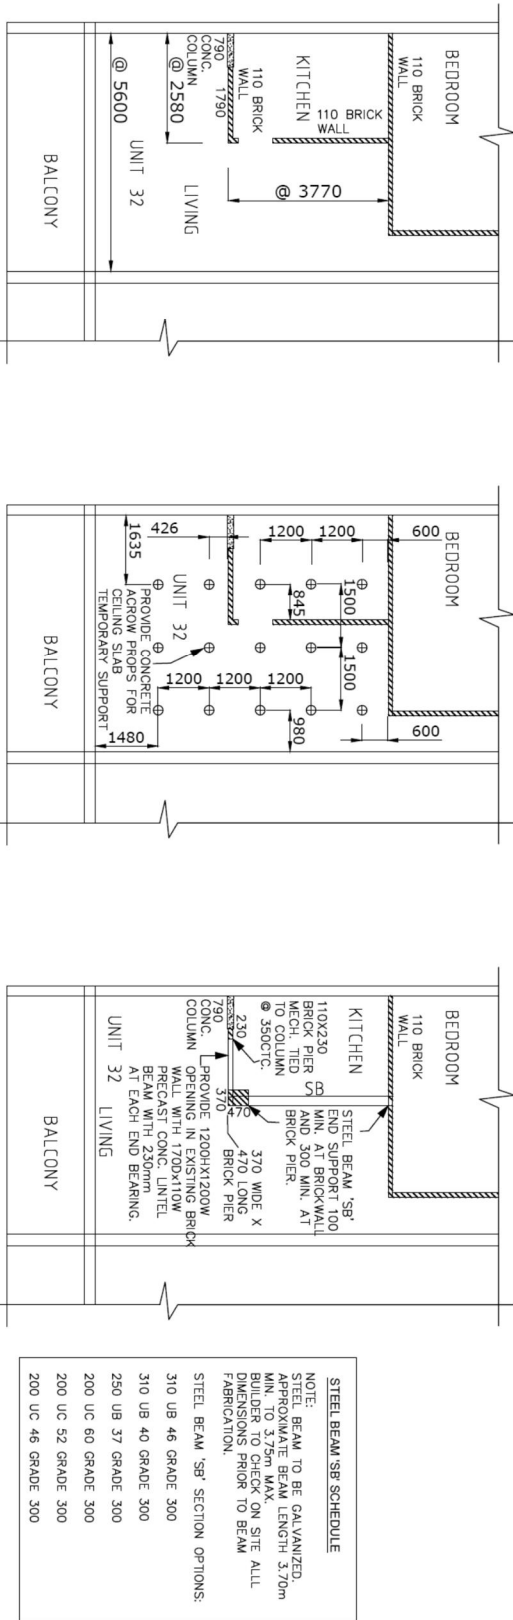 BEDROOM
110 BRICK
WALL
KITCHEN
110 BRICK
WALL
110 BRICK
WALL
790
CONC.
COLUMN
1790
@ 2580
@ 5600
@ 3770
LIVING
UNIT 32
BALCONY
BEDROOM
600
1200
1200
426
1635
1500
845
1500
UNIT 32
PROVIDE CONCRETE
ACROW PROPS FOR
CEILING SLAB
TEMPORARY SUPPORT
1200
1200
1200
980
600
1480
BALCONY
BEDROOM
110 BRICK
WALL
KITCHEN
110X230
BRICK PIER
MECH. TIED
TO COLUMN
@ 350CTC.
230
790
CONC.
COLUMN
SB
370
470
STEEL BEAM 'SB'
END SUPPORT 100
MIN. AT BRICKWALL
AND 300 MIN. AT
BRICK PIER.
370 WIDE X
470 LONG
BRICK PIER
PROVIDE 1200HX1200W
OPENING IN EXISTING BRICK
WALL WITH 170Dx110W
PRECAST CONC. LINTEL
BEAM WITH 230mm
AT EACH END BEARING.
UNIT 32
LIVING
BALCONY
STEEL BEAM 'SB' SCHEDULE
NOTE:
STEEL BEAM TO BE GALVANIZED.
APPROXIMATE BEAM LENGTH 3.70m
MIN. TO 3.75m MAX.
BUILDER TO CHECK ON SITE ALLL
DIMENSIONS PRIOR TO BEAM
FABRICATION.
STEEL BEAM 'SB' SECTION OPTIONS:
310 UB 46 GRADE 300
310 UB 40 GRADE 300
250 UB 37 GRADE 300
200 UC 60 GRADE 300
200 UC 52 GRADE 300
200 UC 46 GRADE 300